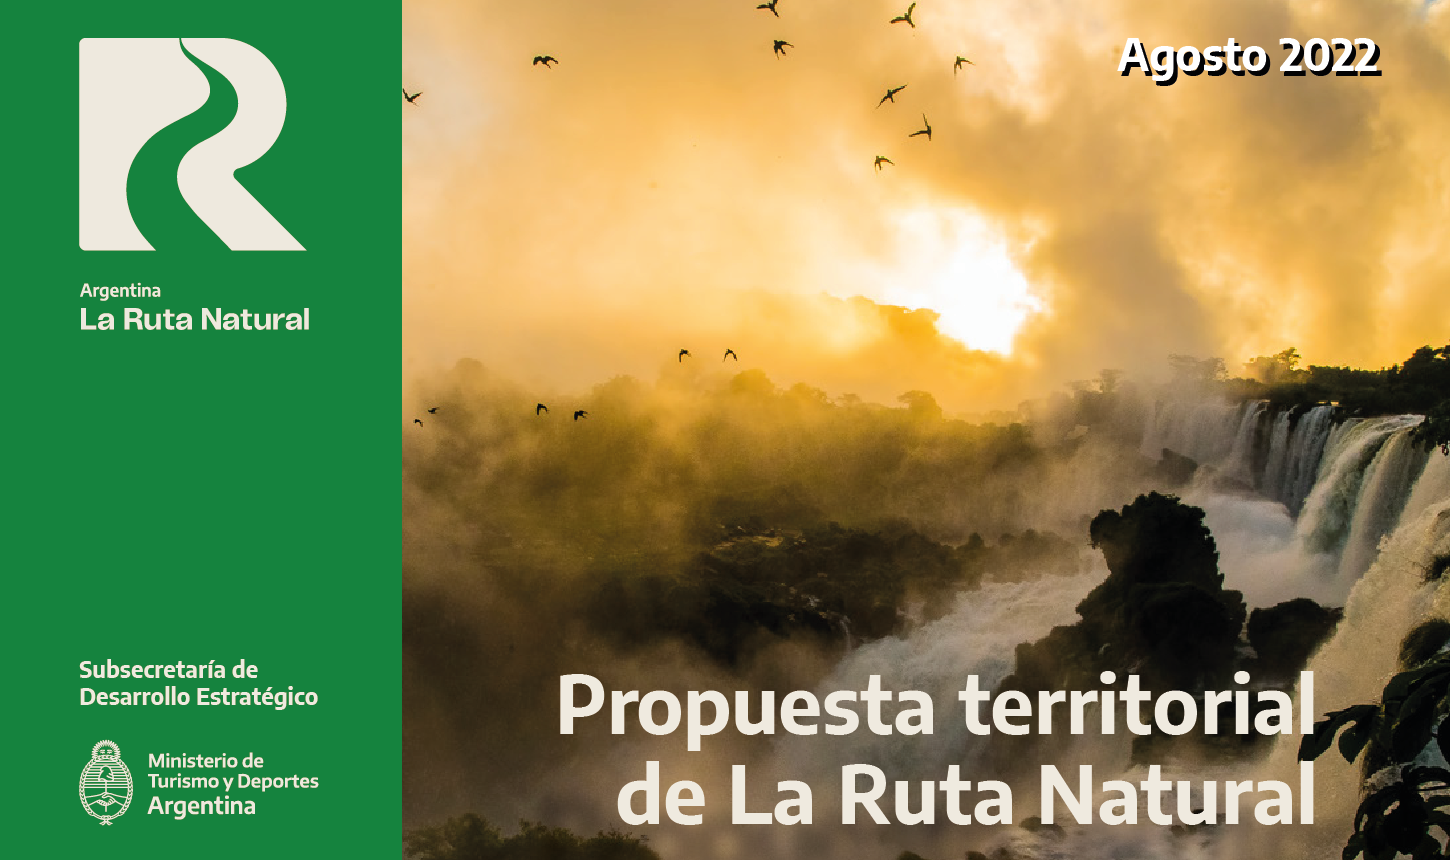 Argentina
La Ruta Natural
Subsecretaría de
Desarrollo Estratégico
Ministerio de
Turismo y Deportes
Argentina
Agosto 2022
Propuesta territorial
de La Ruta Natural